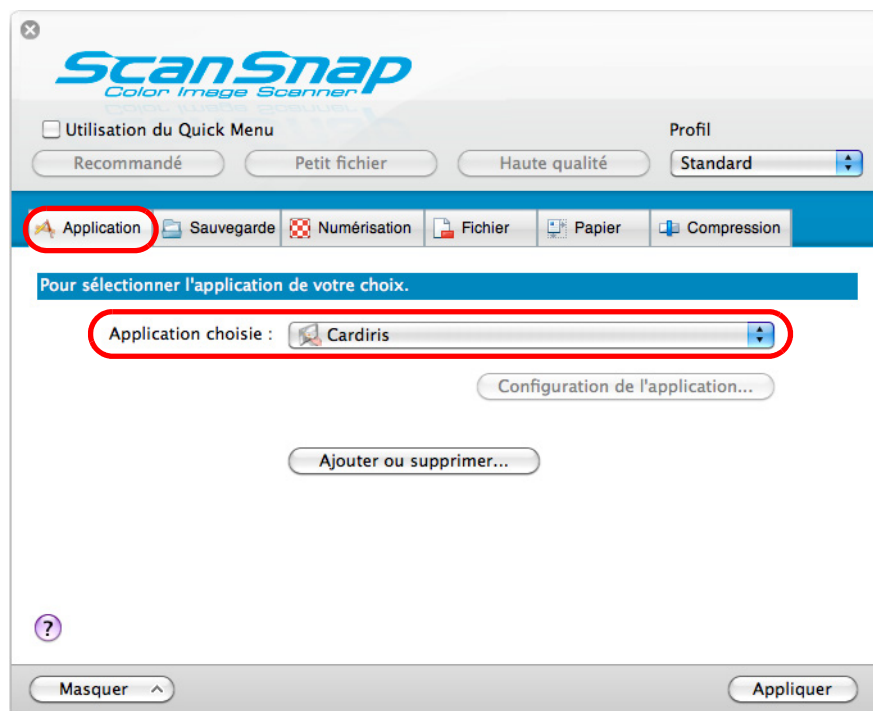 ScanSnap
Color Image Scanner
Utilisation du Quick Menu
Profil
Recommandé Petit fichier Haute qualité Standard
Application Sauvegarde Numérisation Fichier Papier Compression
Pour sélectionner l'application de votre choix.
Application choisie : Cardiris
Configuration de l'application...
Ajouter ou supprimer...
?
Masquer Appliquer